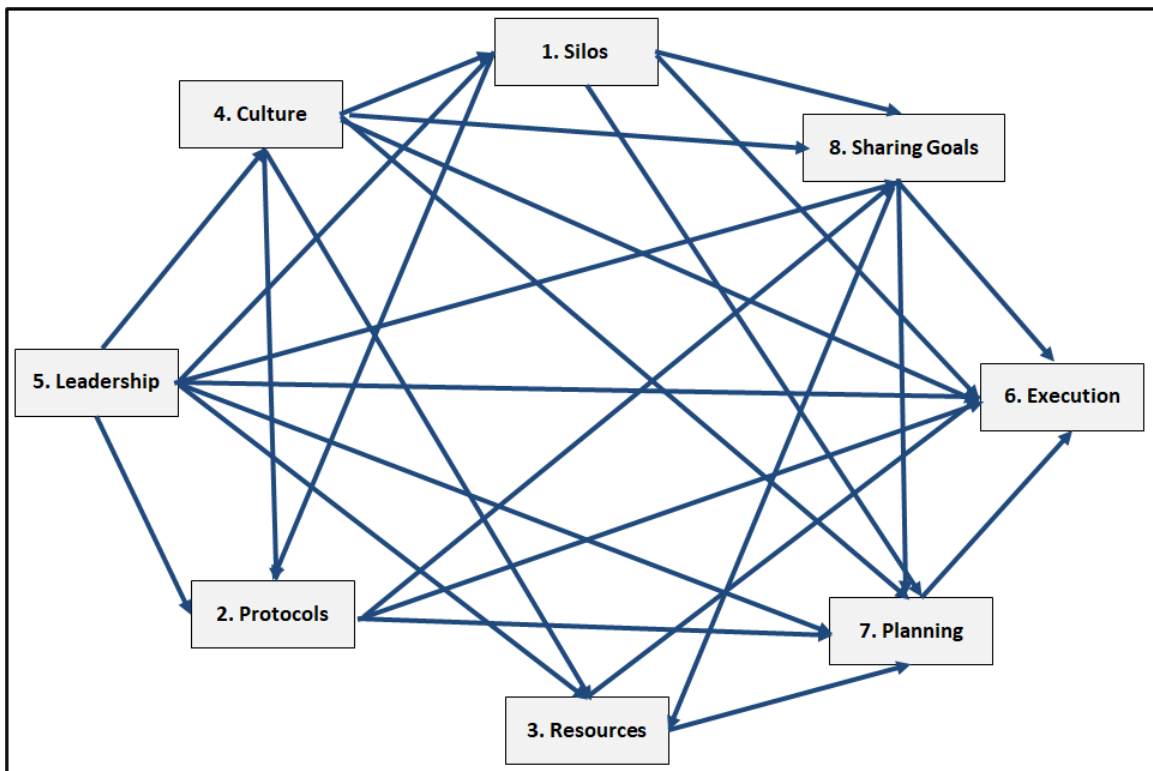 1. Silos
4. Culture
8. Sharing Goals
5. Leadership
6. Execution
2. Protocols
7. Planning
3. Resources